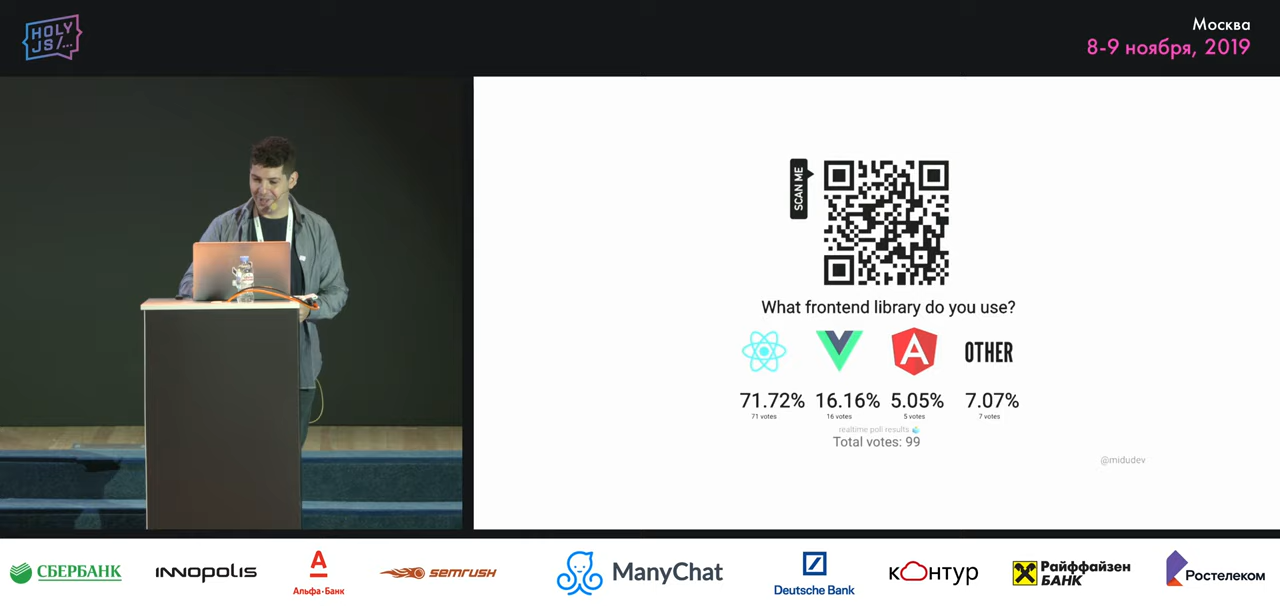 HOLY
JS/...
Москва
8-9 ноября, 2019
SCAN ME
What frontend library do you use?
OTHER
71.72% 16.16% 5.05% 7.07%
71 votes 16 votes 5 votes 7 votes
realtime poll results
Total votes: 99
@midudev
СБЕРБАНК
INNOPOLIS
А
Альфа·Банк
semrush
ManyChat
Deutsche Bank
контур
Райффайзен
БАНК
Ростелеком